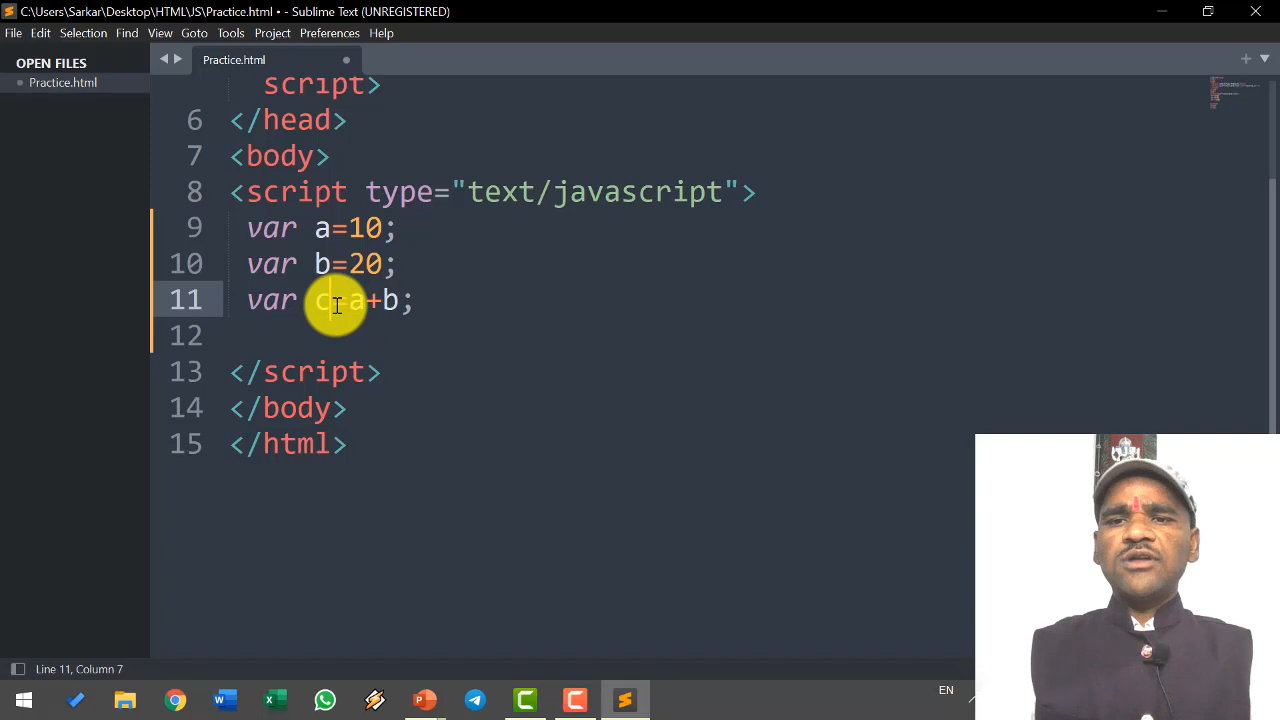 C:\Users\Sarkar\Desktop\HTML\JS\Practice.html • - Sublime Text (UNREGISTERED)
File Edit Selection Find View Goto Tools Project Preferences Help
OPEN FILES
Practice.html
Practice.html
script>
6 </head>
7 <body>
8 <script type="text/javascript">
9 var a=10;
10 var b=20;
11 var c=a+b;
12
13 </script>
14 </body>
15 </html>
Line 11, Column 7
EN